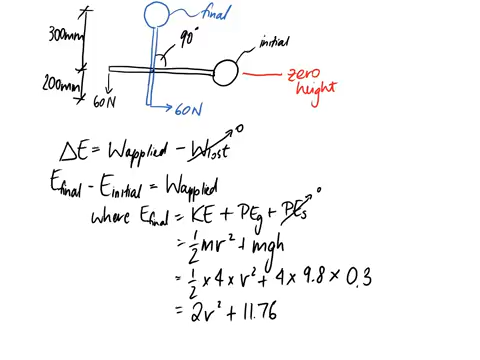 final
300mm
90°
initial
200mm
zero height
60N
60N
ΔE = Wapplied - Wlost → 0
Efinal - Einitial = Wapplied
where Efinal = KE + PEg + PEs → 0
= 1/2 mv² + mgh
= 1/2 × 4 × v² + 4 × 9.8 × 0.3
= 2v² + 11.76